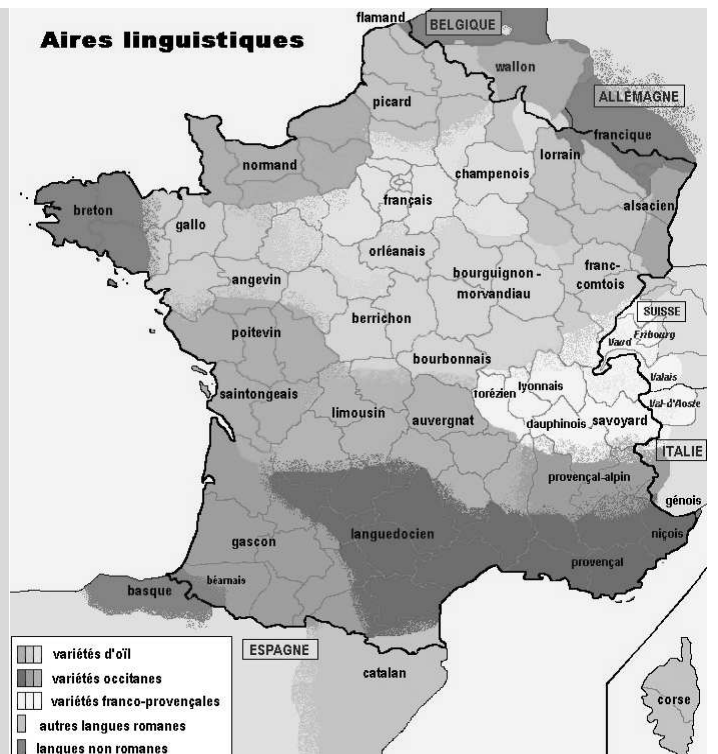 Aires linguistiques
flamand
BELGIQUE
wallon
ALLEMAGNE
picard
francique
normand
champenois
lorrain
français
breton
gallo
alsacien
orléanais
angevin
bourguignon-
morvandiau
franc-
comtois
berrichon
SUISSE
Fribourg
Vaud
poitevin
bourbonnais
Valais
forézien
lyonnais
saintongeais
limousin
auvergnat
dauphinois
savoyard
Val-d'Aoste
ITALIE
provençal-alpin
génois
gascon
languedocien
niçois
provençal
basque
béarnais
ESPAGNE
catalan
corse
variétés d'oïl
variétés occitanes
variétés franco-provençales
autres langues romanes
langues non romanes